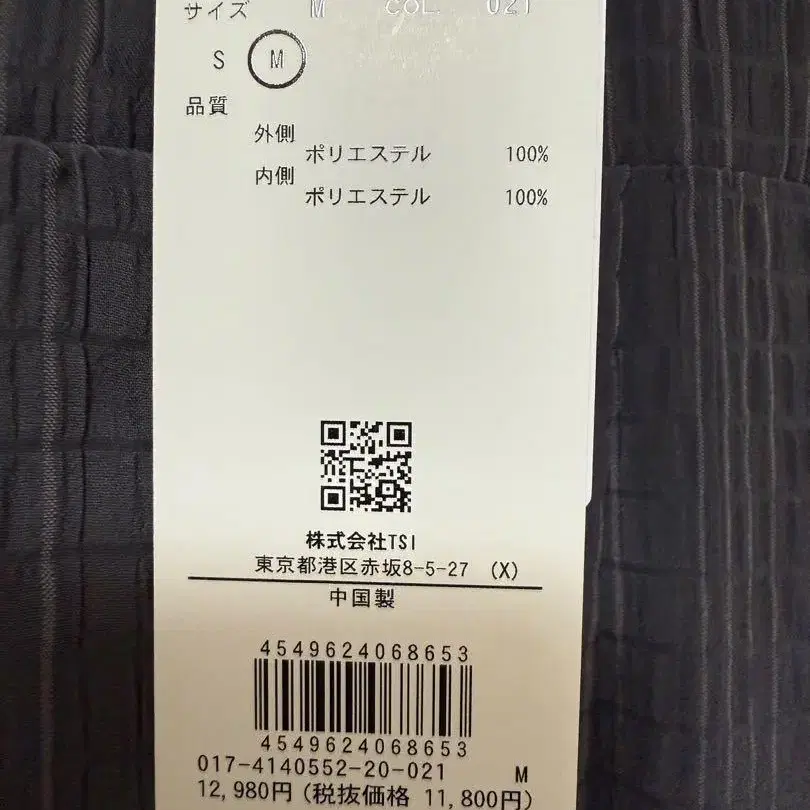 サイズ M COL. 021
S M
品質
外側
ポリエステル 100%
内側
ポリエステル 100%
株式会社TSI
東京都港区赤坂8-5-27 (X)
中国製
4549624068653
4549624068653
017-4140552-20-021 M
12,980円(税抜価格 11,800円)